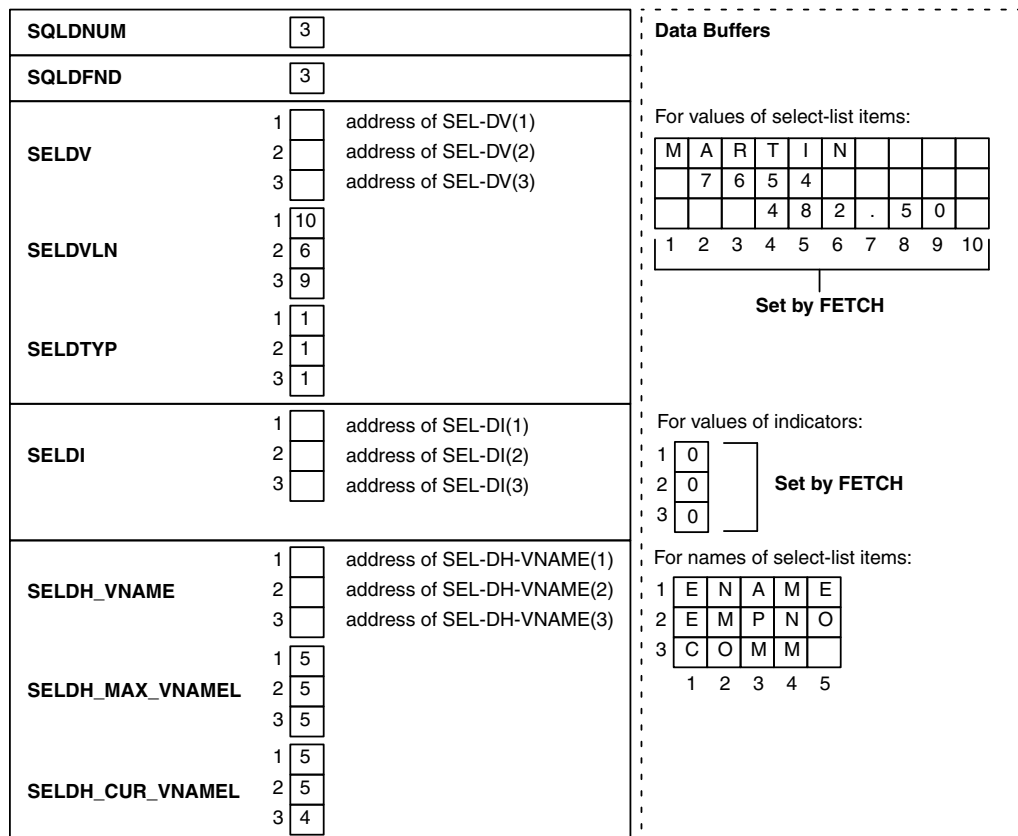 SQLDNUM 3
SQLDFND 3
SELDV
1 address of SEL-DV(1)
2 address of SEL-DV(2)
3 address of SEL-DV(3)
SELDVLN
1 10
2 6
3 9
SELDTYP
1 1
2 1
3 1
SELDI
1 address of SEL-DI(1)
2 address of SEL-DI(2)
3 address of SEL-DI(3)
SELDH_VNAME
1 address of SEL-DH-VNAME(1)
2 address of SEL-DH-VNAME(2)
3 address of SEL-DH-VNAME(3)
SELDH_MAX_VNAMEL
1 5
2 5
3 5
SELDH_CUR_VNAMEL
1 5
2 5
3 4
Data Buffers
For values of select-list items:
M A R T I N
7 6 5 4
4 8 2 . 5 0
1 2 3 4 5 6 7 8 9 10
Set by FETCH
For values of indicators:
1 0
2 0
3 0
Set by FETCH
For names of select-list items:
1 E N A M E
2 E M P N O
3 C O M M
1 2 3 4 5